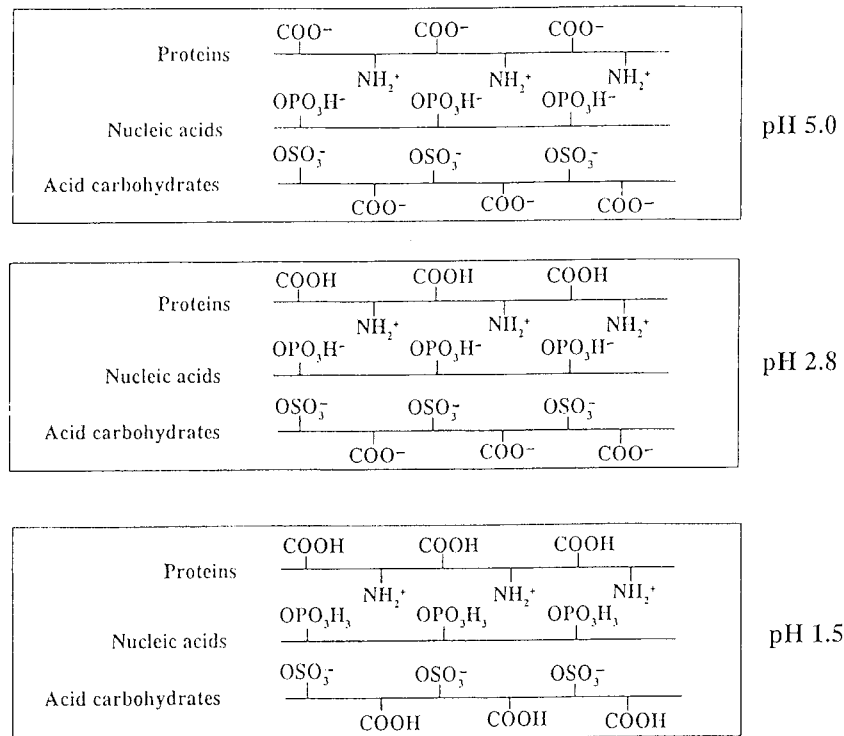 COO⁻ COO⁻ COO⁻
Proteins
NH₂⁺ NH₂⁺ NH₂⁺
OPO₃H⁻ OPO₃H⁻ OPO₃H⁻
Nucleic acids
pH 5.0
OSO₃⁻ OSO₃⁻ OSO₃⁻
Acid carbohydrates
COO⁻ COO⁻ COO⁻
COOH COOH COOH
Proteins
NH₂⁺ NH₂⁺ NH₂⁺
OPO₃H⁻ OPO₃H⁻ OPO₃H⁻
Nucleic acids
pH 2.8
OSO₃⁻ OSO₃⁻ OSO₃⁻
Acid carbohydrates
COO⁻ COO⁻ COO⁻
COOH COOH COOH
Proteins
NH₂⁺ NH₂⁺ NH₂⁺
OPO₃H₃ OPO₃H₃ OPO₃H₃
Nucleic acids
pH 1.5
OSO₃⁻ OSO₃⁻ OSO₃⁻
Acid carbohydrates
COOH COOH COOH